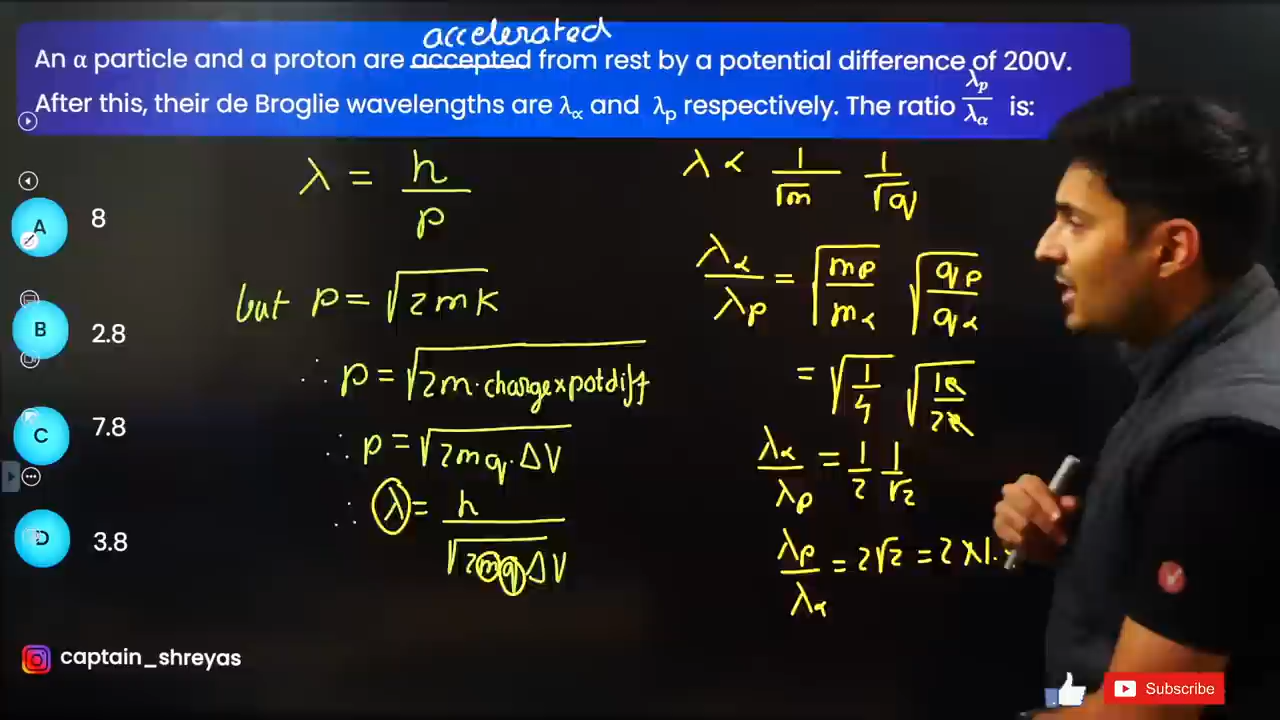 accelerated
An α particle and a proton are accepted from rest by a potential difference of 200V.
After this, their de Broglie wavelengths are λ∝ and λp respectively. The ratio λp/λα is:
A 8
B 2.8
C 7.8
D 3.8
λ = h/p
but p = √2mK
∴ p = √2m·charge×potdiff
∴ p = √2mq·ΔV
∴ λ = h/√2mqΔV
λ ∝ 1/√m 1/√q
λα/λp = √mp/mα √qp/qα
= √1/4 √1e/2e
λα/λp = 1/2 1/√2
λp/λα = 2√2 = 2×1.
captain_shreyas
Subscribe